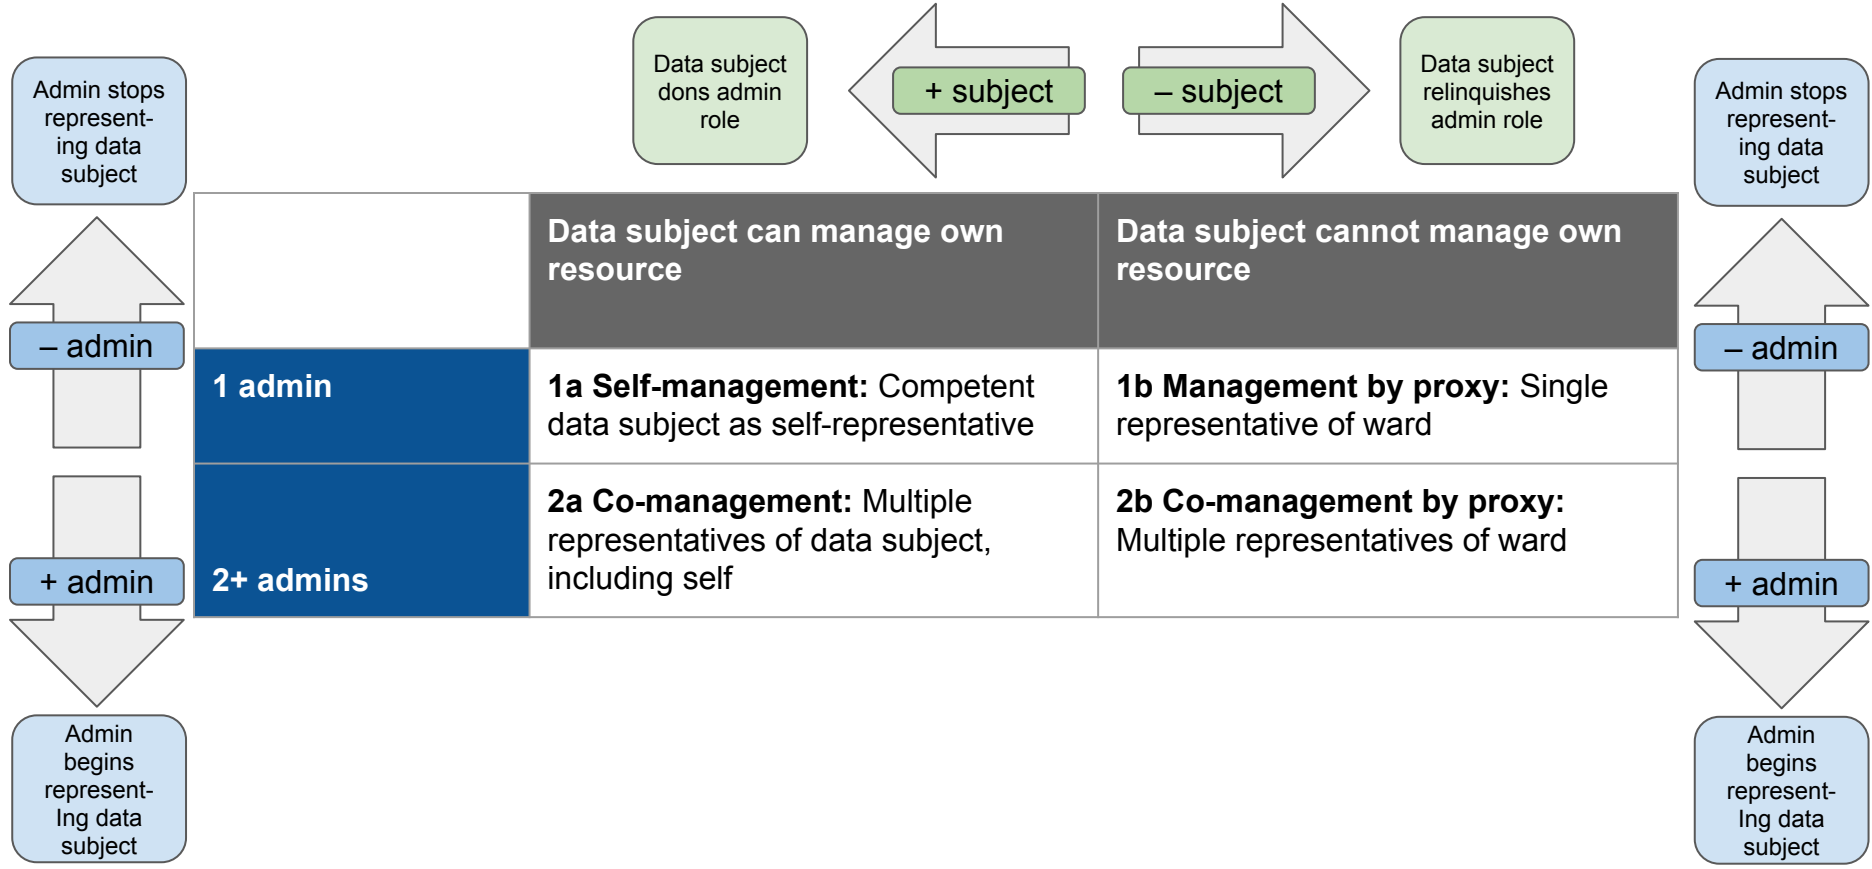 Data subject
dons admin
role
+ subject
– subject
Data subject
relinquishes
admin role
Admin stops
represent-
ing data
subject
Admin stops
represent-
ing data
subject
Data subject can manage own
resource
Data subject cannot manage own
resource
– admin
– admin
1 admin
1a Self-management: Competent
data subject as self-representative
1b Management by proxy: Single
representative of ward
2+ admins
2a Co-management: Multiple
representatives of data subject,
including self
2b Co-management by proxy:
Multiple representatives of ward
+ admin
+ admin
Admin
begins
represent-
Ing data
subject
Admin
begins
represent-
Ing data
subject